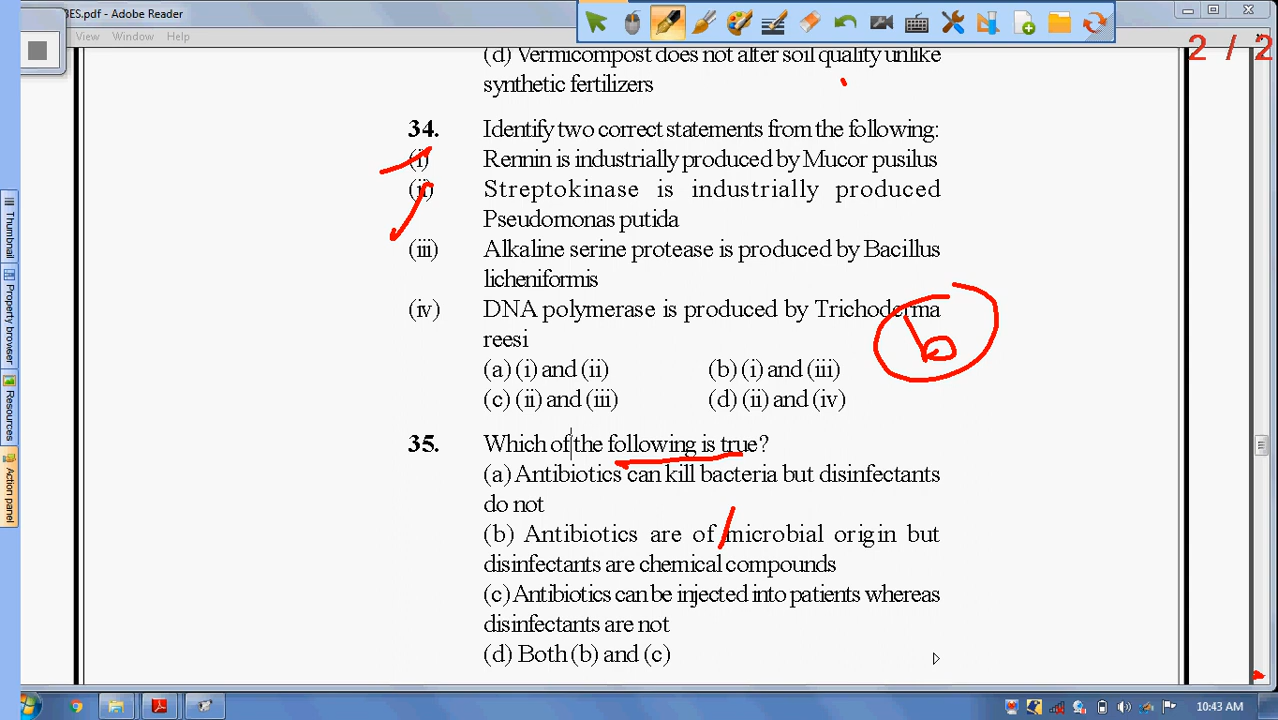 BES.pdf - Adobe Reader
View Window Help
2 / 2
(d) Vermicompost does not alter soil quality unlike
synthetic fertilizers
34. Identify two correct statements from the following:
(i) Rennin is industrially produced by Mucor pusilus
(ii) Streptokinase is industrially produced
Pseudomonas putida
(iii) Alkaline serine protease is produced by Bacillus
licheniformis
(iv) DNA polymerase is produced by Trichoderma
reesi
b
(a) (i) and (ii) (b) (i) and (iii)
(c) (ii) and (iii) (d) (ii) and (iv)
35. Which of the following is true?
(a) Antibiotics can kill bacteria but disinfectants
do not
(b) Antibiotics are of microbial origin but
disinfectants are chemical compounds
(c) Antibiotics can be injected into patients whereas
disinfectants are not
(d) Both (b) and (c)
Thumbnail
Property browser
Resources
Action panel
10:43 AM